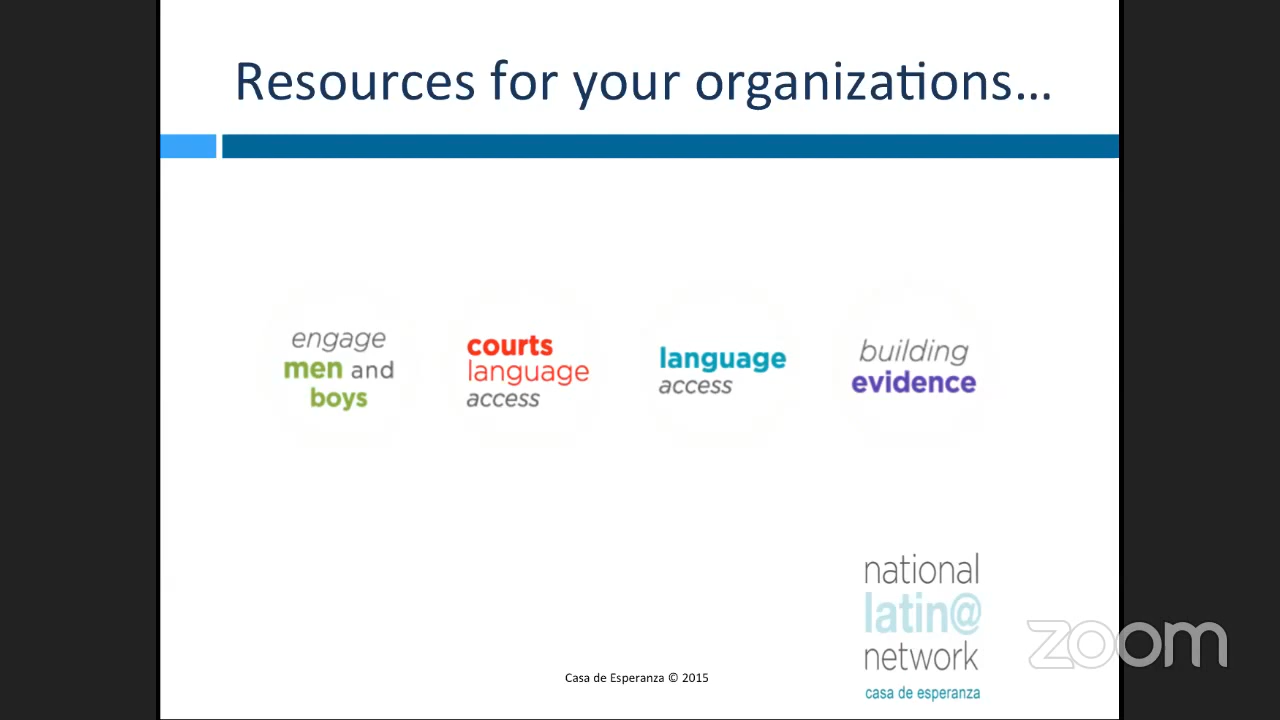 Resources for your organizations...
engage
men and
boys
courts
language
access
language
access
building
evidence
national
latin@
network
casa de esperanza
zoom
Casa de Esperanza © 2015